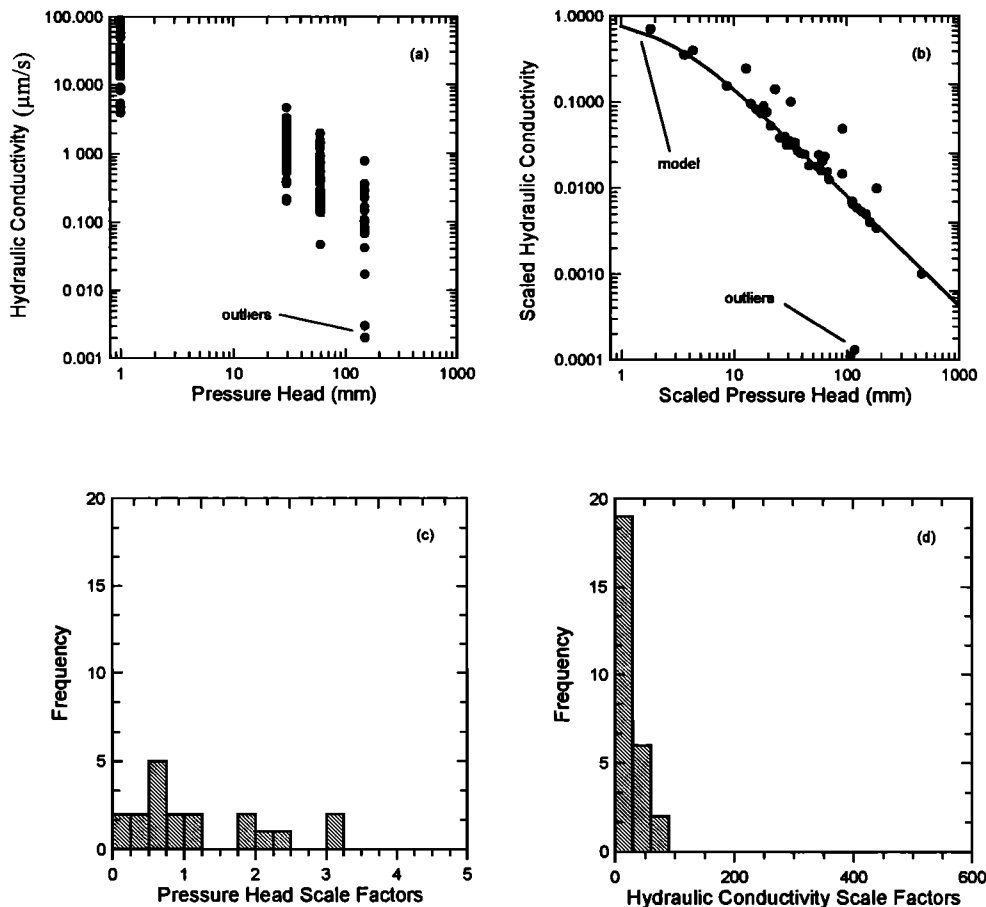 (a)
Hydraulic Conductivity (μm/s)
100.000
10.000
1 000
0.100
0 010
0.001
outliers
1
10
100
1000
Pressure Head (mm)
(b)
Scaled Hydraulic Conductivity
1.0000
0.1000
0.0100
0.0010
0.0001
model
outliers
1
10
100
1000
Scaled Pressure Head (mm)
(c)
Frequency
20
15
10
5
0
0
1
2
3
4
5
Pressure Head Scale Factors
(d)
Frequency
20
15
10
5
0
0
200
400
600
Hydraulic Conductivity Scale Factors